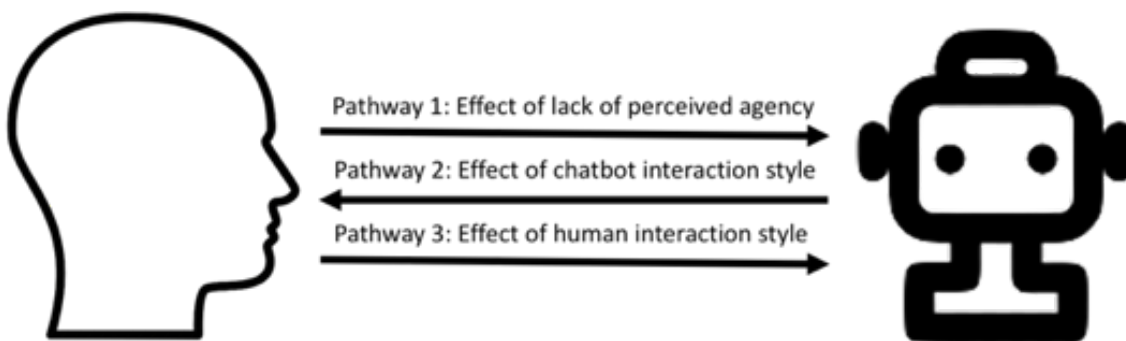 Pathway 1: Effect of lack of perceived agency
Pathway 2: Effect of chatbot interaction style
Pathway 3: Effect of human interaction style